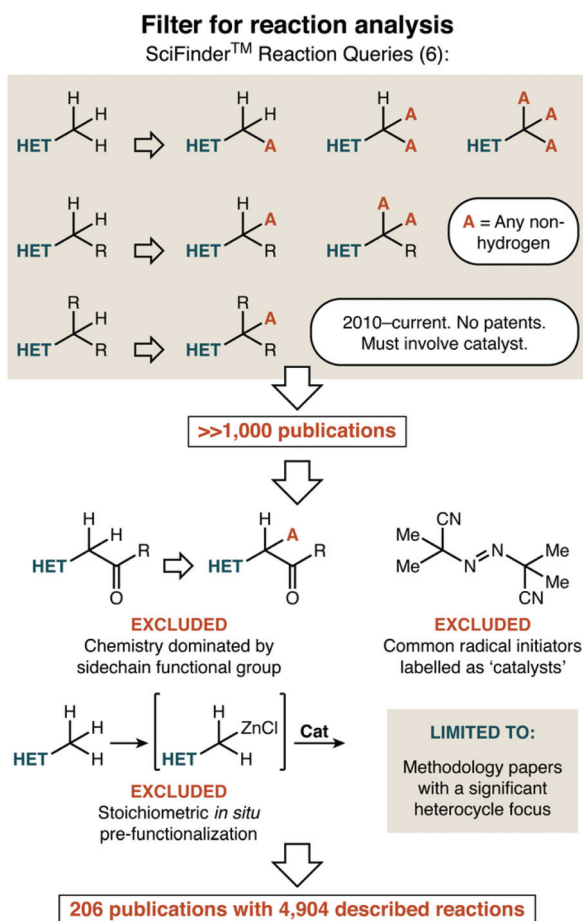 Filter for reaction analysis
SciFinder™ Reaction Queries (6):
H
H
H
HET
H
H
A
HET
H
A
A
HET
A
A
A
HET
H
H
R
HET
H
A
R
HET
A
A
R
HET
A = Any non-
hydrogen
R
H
R
HET
R
A
R
HET
2010–current. No patents.
Must involve catalyst.
>>1,000 publications
H
H
R
HET
O
H
A
R
HET
O
CN
Me
Me
N
N
Me
Me
CN
EXCLUDED
Chemistry dominated by
sidechain functional group
EXCLUDED
Common radical initiators
labelled as ‘catalysts’
H
H
H
HET
H
ZnCl
H
HET
Cat
EXCLUDED
Stoichiometric in situ
pre-functionalization
LIMITED TO:
Methodology papers
with a significant
heterocycle focus
206 publications with 4,904 described reactions